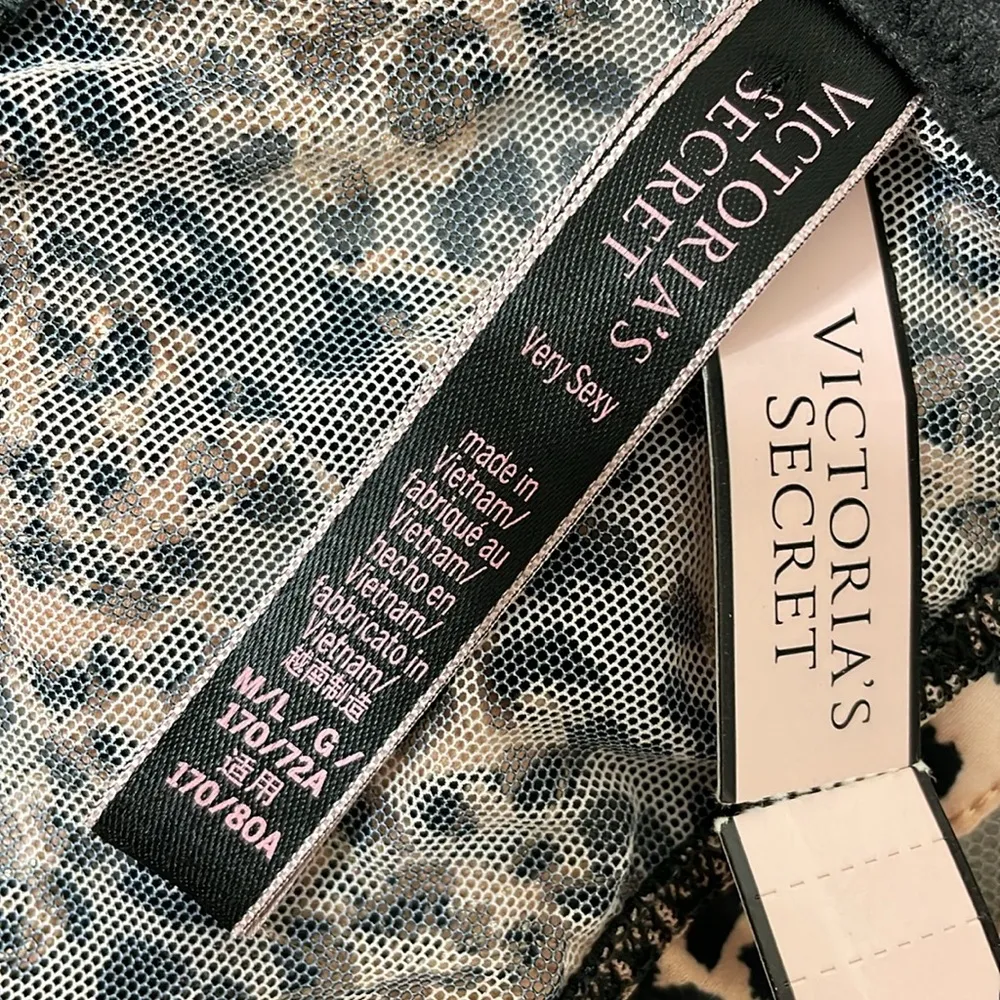 VICTORIA'S
SECRET
Very Sexy
made in
Vietnam/
fabriqué au
Vietnam/
hecho en
Vietnam/
fabbricato in
Vietnam/
越南制造
M/L / G /
170/72A
适用
170/80A
VICTORIA'S
SECRET